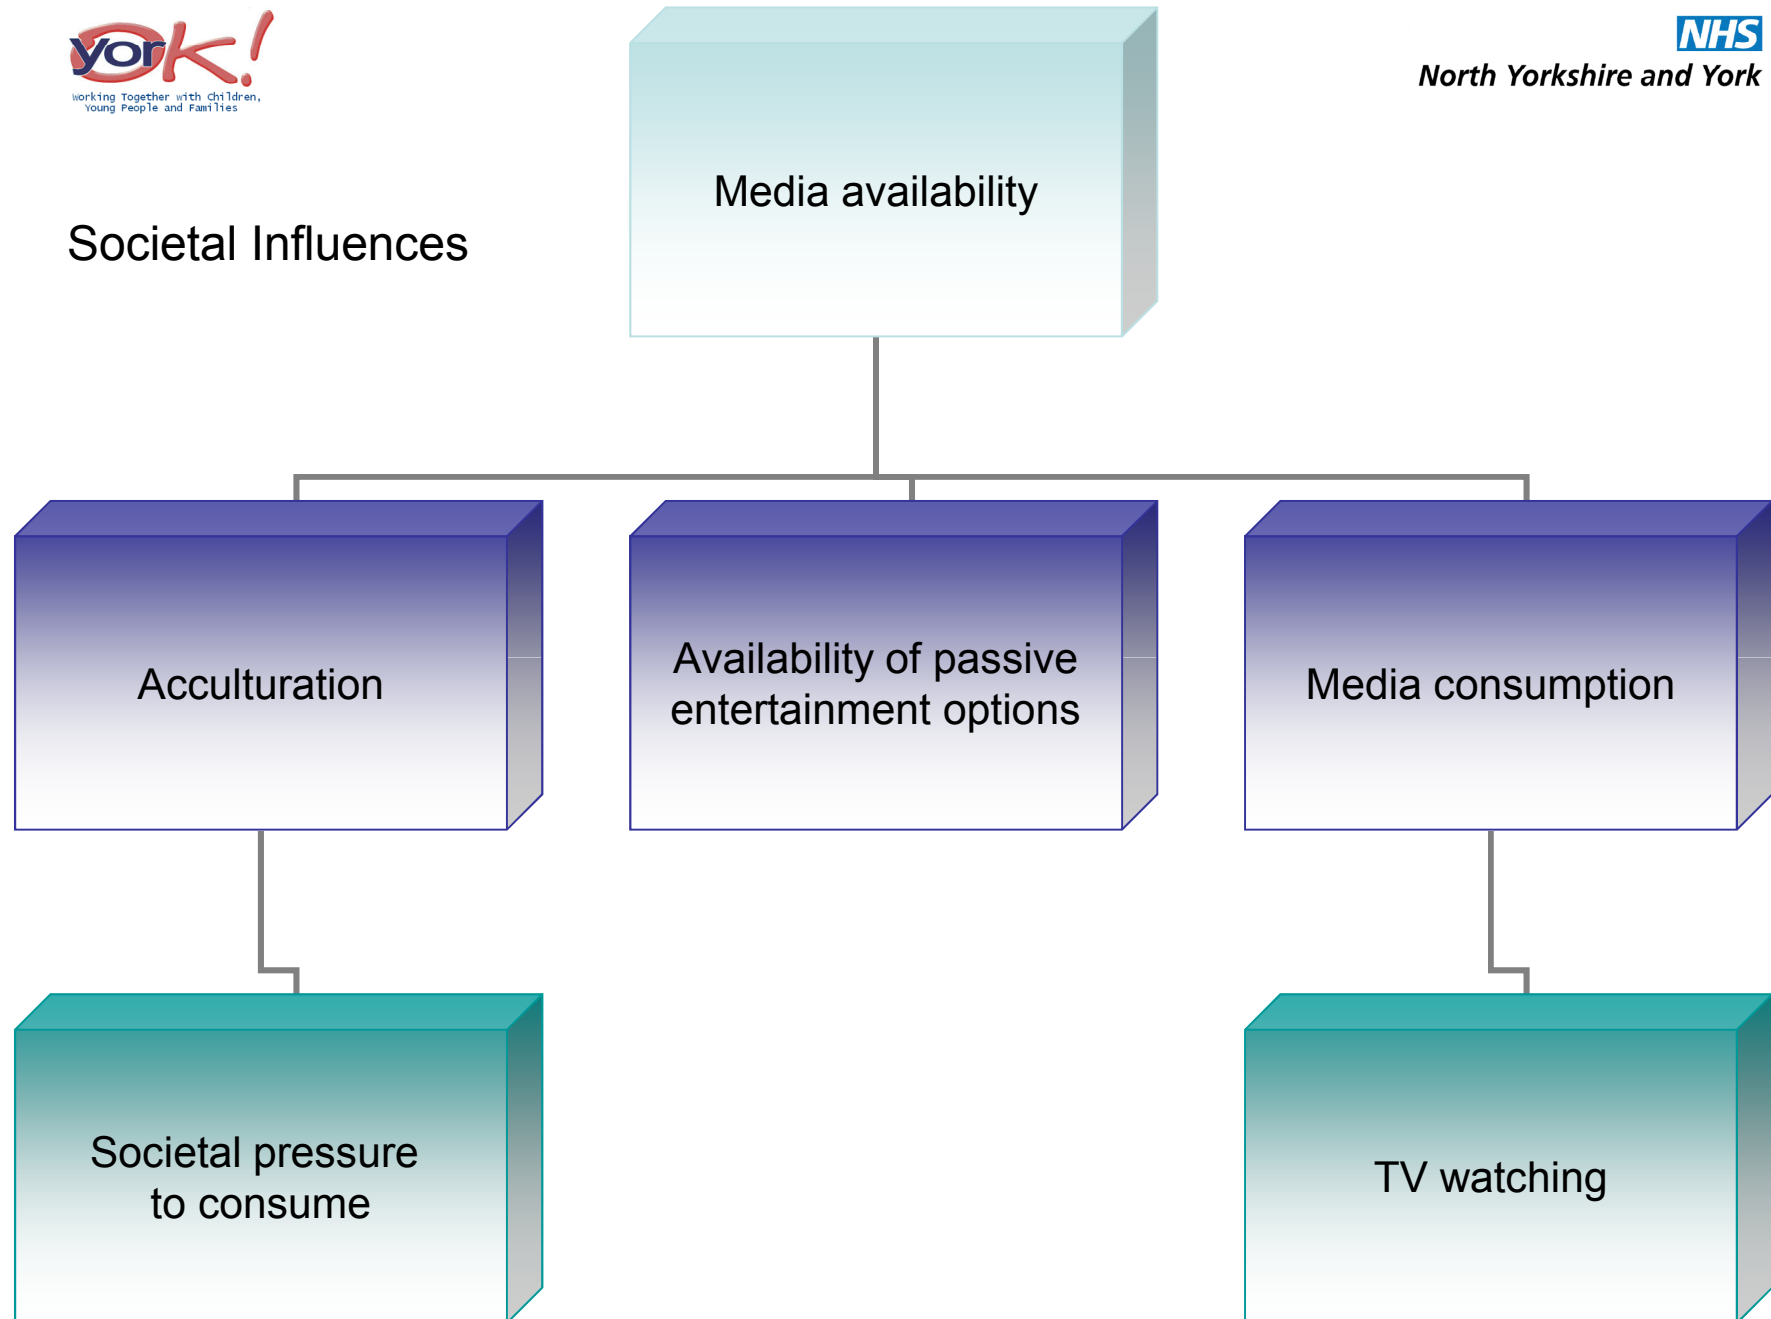 yorK!
Working Together with Children,
Young People and Families
NHS
North Yorkshire and York
Societal Influences
Media availability
Acculturation
Availability of passive
entertainment options
Media consumption
Societal pressure
to consume
TV watching